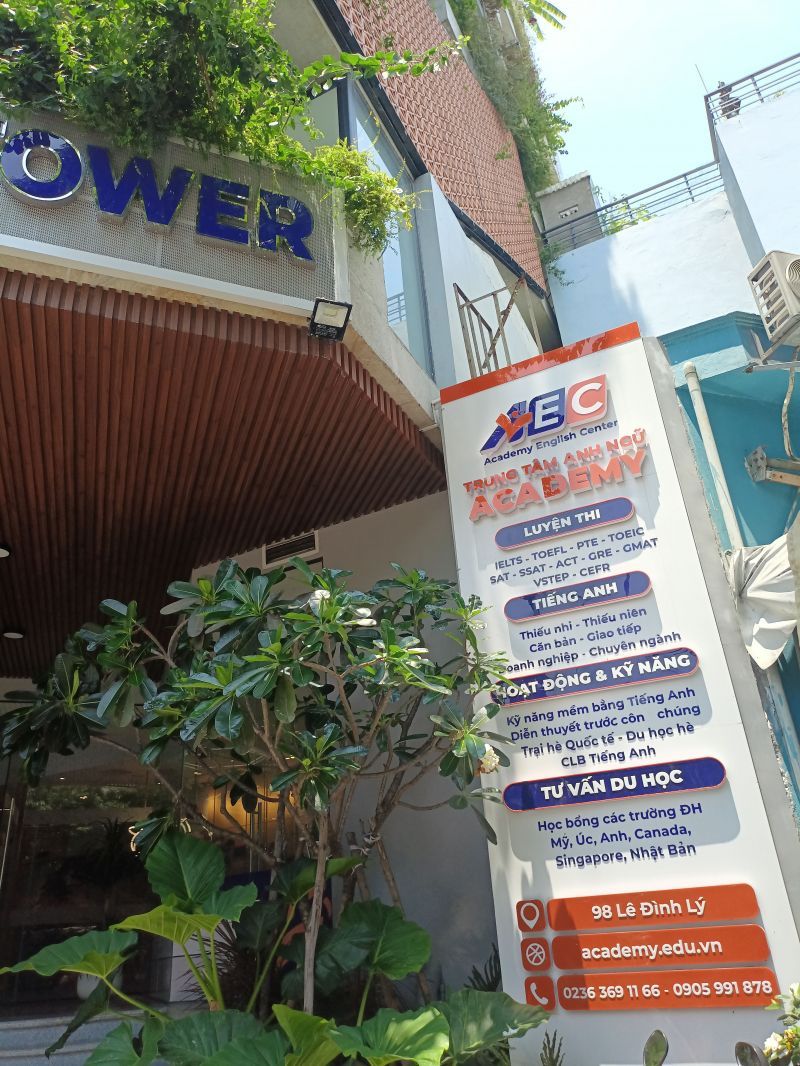 TOWER
AEC
Academy English Center
TRUNG TÂM ANH NGỮ
ACADEMY
LUYỆN THI
IELTS - TOEFL - PTE - TOEIC
SAT - SSAT - ACT - GRE - GMAT
VSTEP - CEFR
TIẾNG ANH
Thiếu nhi - Thiếu niên
Căn bản - Giao tiếp
Doanh nghiệp - Chuyên ngành
HOẠT ĐỘNG & KỸ NĂNG
Kỹ năng mềm bằng Tiếng Anh
Diễn thuyết trước côn chúng
Trại hè Quốc tế - Du học hè
CLB Tiếng Anh
TƯ VẤN DU HỌC
Học bổng các trường ĐH
Mỹ, Úc, Anh, Canada,
Singapore, Nhật Bản
98 Lê Đình Lý
academy.edu.vn
0236 369 11 66 - 0905 991 878